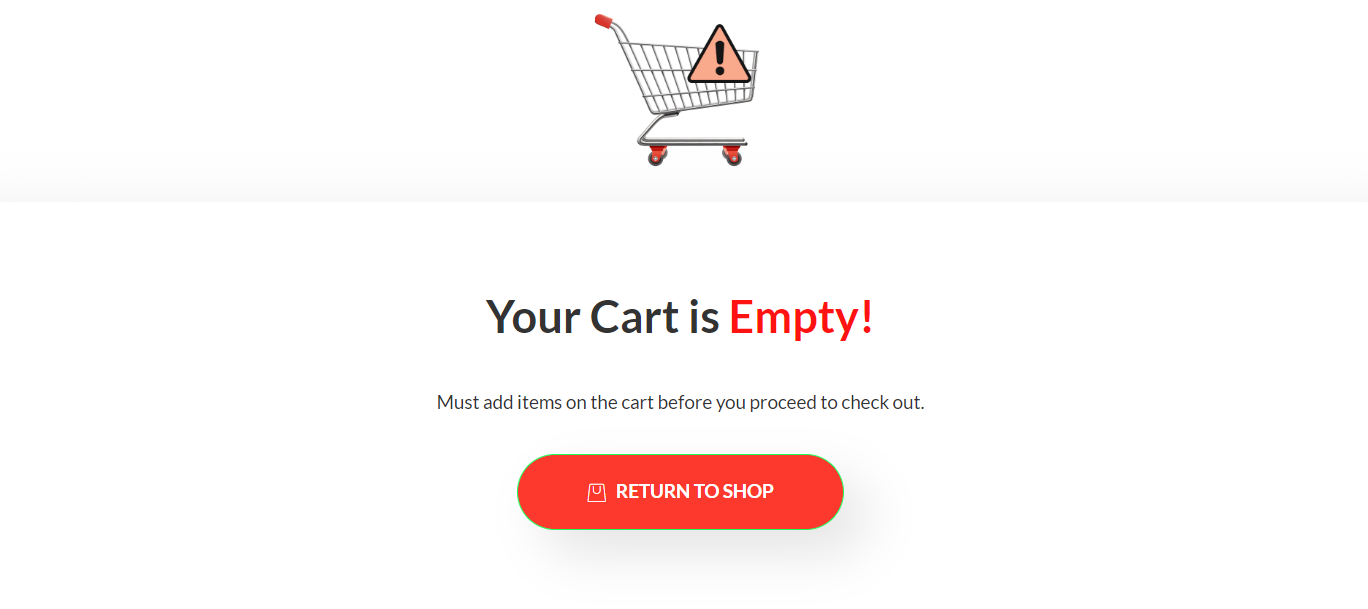 Your Cart is Empty!
Must add items on the cart before you proceed to check out.
RETURN TO SHOP